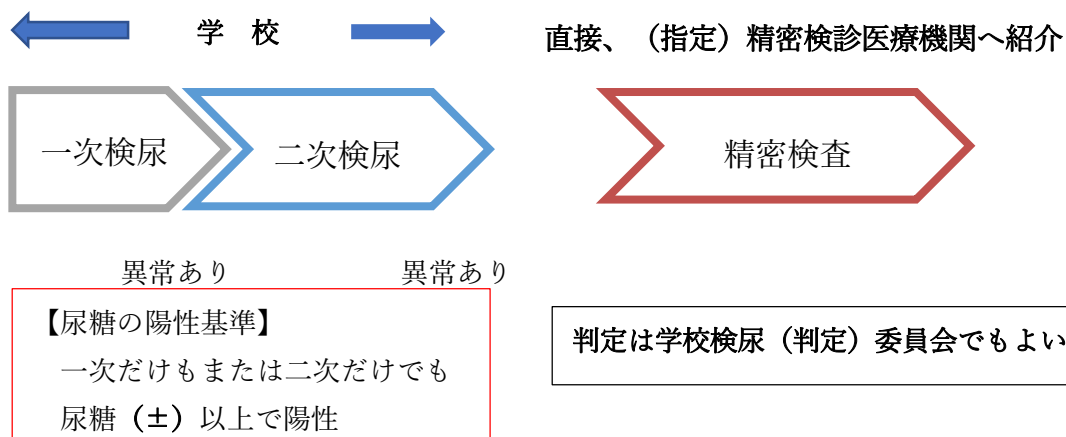 学 校
直接、（指定）精密検診医療機関へ紹介
一次検尿
二次検尿
精密検査
異常あり
異常あり
【尿糖の陽性基準】
一次だけもまたは二次だけでも
尿糖（±）以上で陽性
判定は学校検尿（判定）委員会でもよい